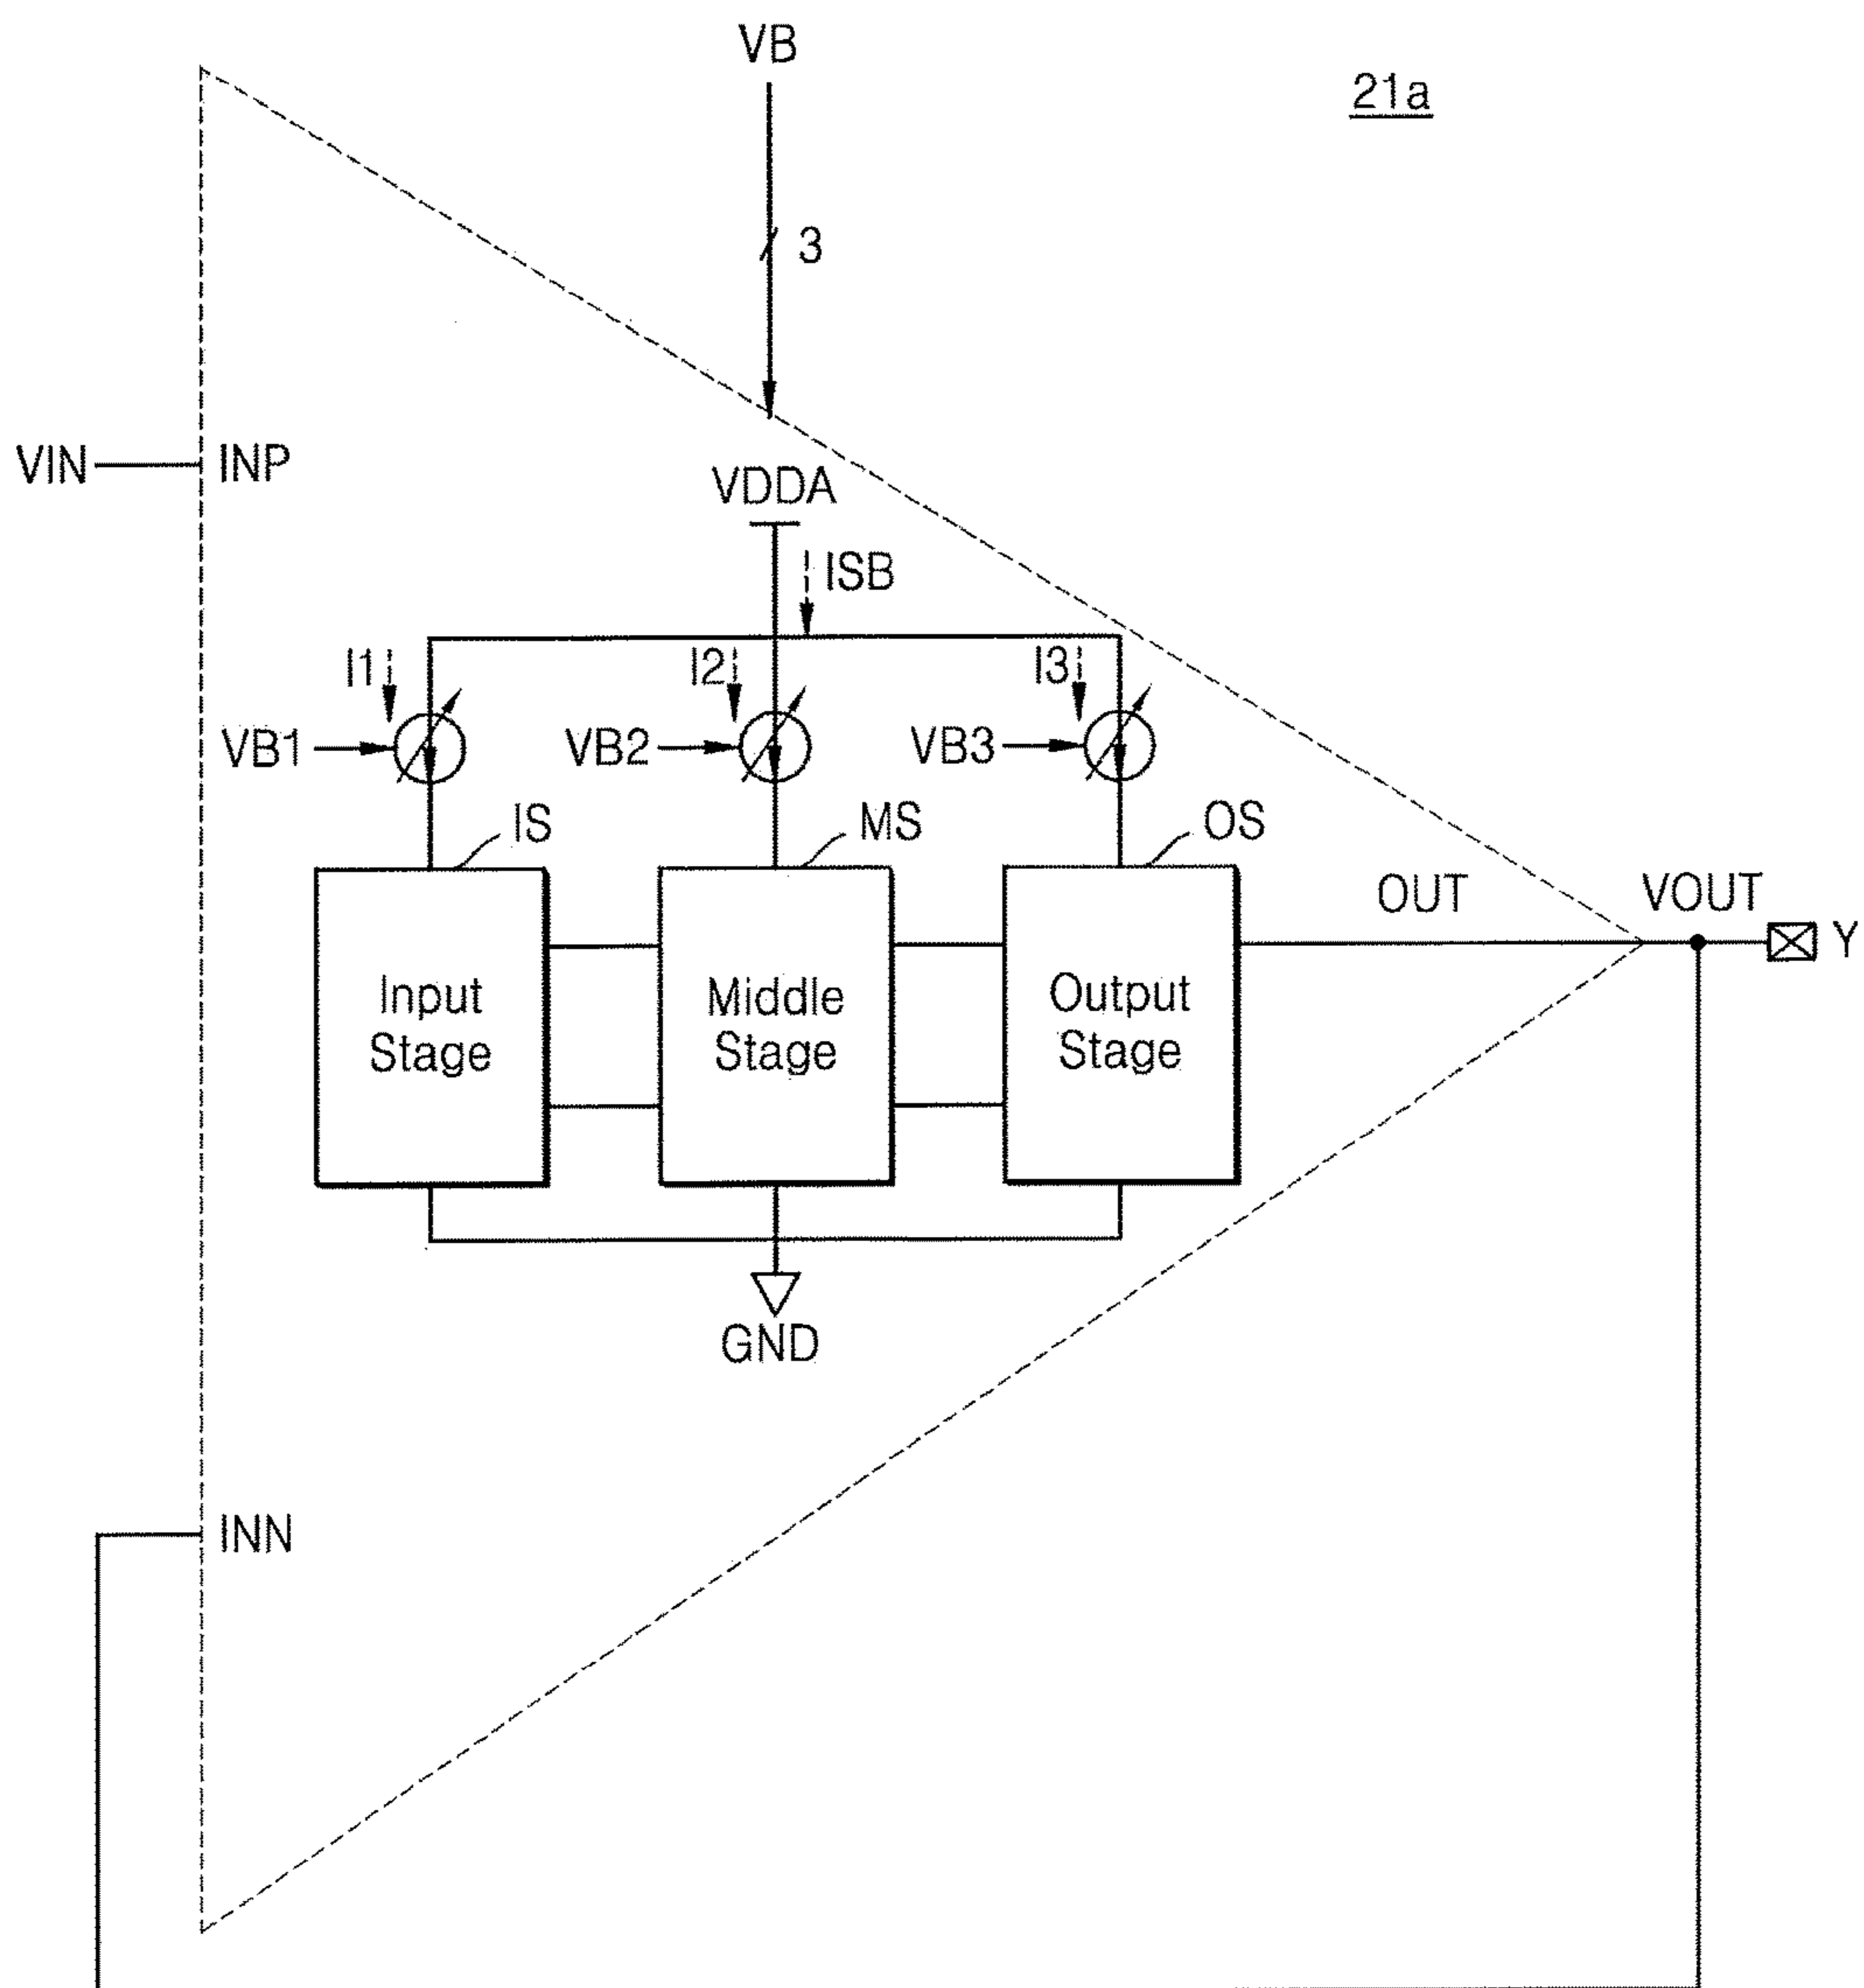 VB
21a
3
VIN
INP
VDDA
ISB
I1
I2
I3
VB1
VB2
VB3
IS
MS
OS
OUT
VOUT
Y
Input
Stage
Middle
Stage
Output
Stage
GND
INN